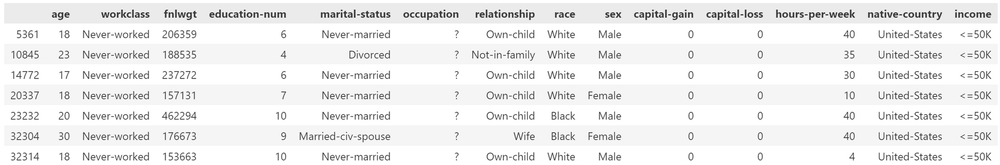 age workclass fnlwgt education-num marital-status occupation relationship race sex capital-gain capital-loss hours-per-week native-country income
5361 18 Never-worked 206359 6 Never-married ? Own-child White Male 0 0 40 United-States <=50K
10845 23 Never-worked 188535 4 Divorced ? Not-in-family White Male 0 0 35 United-States <=50K
14772 17 Never-worked 237272 6 Never-married ? Own-child White Male 0 0 30 United-States <=50K
20337 18 Never-worked 157131 7 Never-married ? Own-child White Female 0 0 10 United-States <=50K
23232 20 Never-worked 462294 10 Never-married ? Own-child Black Male 0 0 40 United-States <=50K
32304 30 Never-worked 176673 9 Married-civ-spouse ? Wife Black Female 0 0 40 United-States <=50K
32314 18 Never-worked 153663 10 Never-married ? Own-child White Male 0 0 4 United-States <=50K